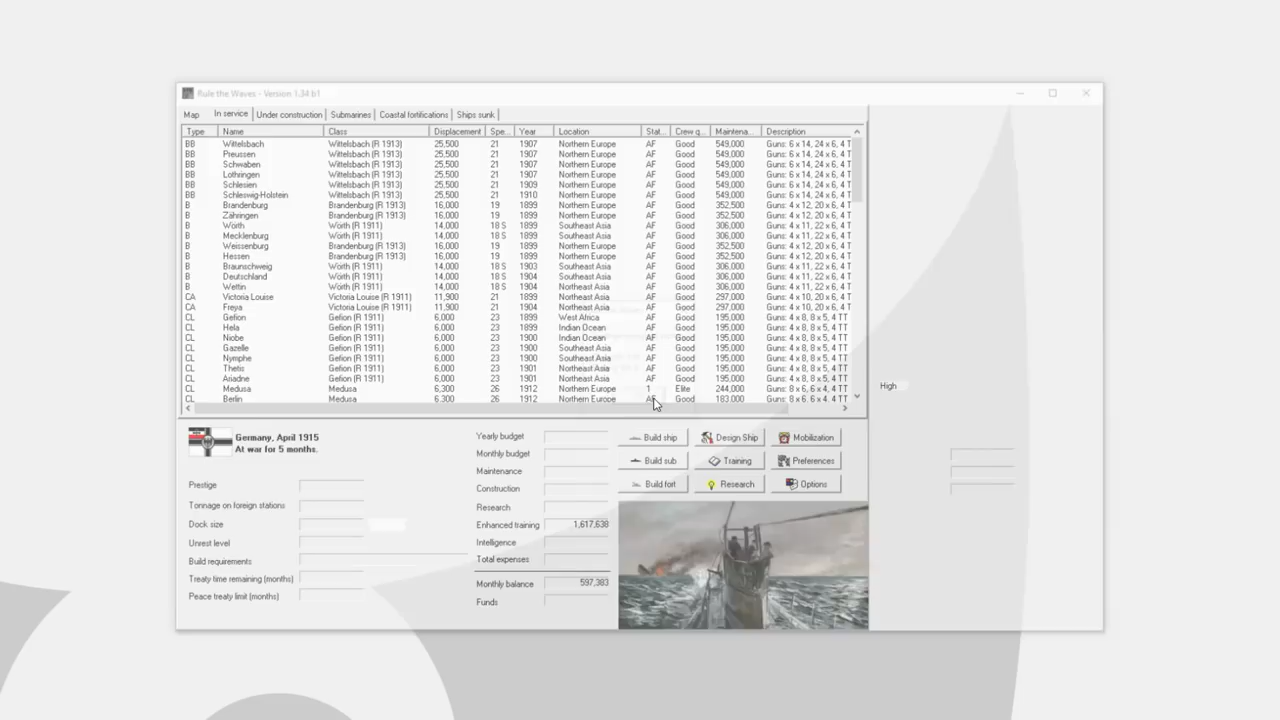 Rule the Waves - Version 1.34 b1
Map In service Under construction Submarines Coastal fortifications Ships sunk
Type Name Class Displacement Spe... Year Location Stat... Crew q... Maintena... Description
BB Wittelsbach Wittelsbach (R 1913) 25,500 21 1907 Northern Europe AF Good 549,000 Guns: 6 x 14, 24 x 6, 4 T
BB Preussen Wittelsbach (R 1913) 25,500 21 1907 Northern Europe AF Good 549,000 Guns: 6 x 14, 24 x 6, 4 T
BB Schwaben Wittelsbach (R 1913) 25,500 21 1907 Northern Europe AF Good 549,000 Guns: 6 x 14, 24 x 6, 4 T
BB Lothringen Wittelsbach (R 1913) 25,500 21 1907 Northern Europe AF Good 549,000 Guns: 6 x 14, 24 x 6, 4 T
BB Schlesien Wittelsbach (R 1913) 25,500 21 1909 Northern Europe AF Good 549,000 Guns: 6 x 14, 24 x 6, 4 T
BB Schleswig-Holstein Wittelsbach (R 1913) 25,500 21 1910 Northern Europe AF Good 549,000 Guns: 6 x 14, 24 x 6, 4 T
B Brandenburg Brandenburg (R 1913) 16,000 19 1899 Northern Europe AF Good 352,500 Guns: 4 x 12, 20 x 6, 4 T
B Zähringen Brandenburg (R 1913) 16,000 19 1899 Northern Europe AF Good 352,500 Guns: 4 x 12, 20 x 6, 4 T
B Wörth Wörth (R 1911) 14,000 18 S 1899 Southeast Asia AF Good 306,000 Guns: 4 x 11, 22 x 6, 4 T
B Mecklenburg Wörth (R 1911) 14,000 18 S 1899 Southeast Asia AF Good 306,000 Guns: 4 x 11, 22 x 6, 4 T
B Weissenburg Brandenburg (R 1913) 16,000 19 1899 Northern Europe AF Good 352,500 Guns: 4 x 12, 20 x 6, 4 T
B Hessen Brandenburg (R 1913) 16,000 19 1899 Northern Europe AF Good 352,500 Guns: 4 x 12, 20 x 6, 4 T
B Braunschweig Wörth (R 1911) 14,000 18 S 1903 Southeast Asia AF Good 306,000 Guns: 4 x 11, 22 x 6, 4 T
B Deutschland Wörth (R 1911) 14,000 18 S 1904 Southeast Asia AF Good 306,000 Guns: 4 x 11, 22 x 6, 4 T
B Wettin Wörth (R 1911) 14,000 18 S 1904 Northeast Asia AF Good 306,000 Guns: 4 x 11, 22 x 6, 4 T
CA Victoria Louise Victoria Louise (R 1911) 11,900 21 1899 Northeast Asia AF Good 297,000 Guns: 4 x 10, 20 x 6, 4 T
CA Freya Victoria Louise (R 1911) 11,900 21 1904 Northeast Asia AF Good 297,000 Guns: 4 x 10, 20 x 6, 4 T
CL Gefion Gefion (R 1911) 6,000 23 1899 West Africa AF Good 195,000 Guns: 4 x 8, 8 x 5, 4 TT
CL Hela Gefion (R 1911) 6,000 23 1899 Indian Ocean AF Good 195,000 Guns: 4 x 8, 8 x 5, 4 TT
CL Niobe Gefion (R 1911) 6,000 23 1900 Indian Ocean AF Good 195,000 Guns: 4 x 8, 8 x 5, 4 TT
CL Gazelle Gefion (R 1911) 6,000 23 1900 Southeast Asia AF Good 195,000 Guns: 4 x 8, 8 x 5, 4 TT
CL Nymphe Gefion (R 1911) 6,000 23 1900 Southeast Asia AF Good 195,000 Guns: 4 x 8, 8 x 5, 4 TT
CL Thetis Gefion (R 1911) 6,000 23 1901 Northeast Asia AF Good 195,000 Guns: 4 x 8, 8 x 5, 4 TT
CL Ariadne Gefion (R 1911) 6,000 23 1901 Northeast Asia AF Good 195,000 Guns: 4 x 8, 8 x 5, 4 TT
CL Medusa Medusa 6,300 26 1912 Northern Europe 1 Elite 244,000 Guns: 8 x 6, 6 x 4, 4 TT
CL Berlin Medusa 6,300 26 1912 Northern Europe Good 183,000 Guns: 8 x 6, 6 x 4, 4 TT
High
Germany, April 1915
At war for 5 months.
Prestige
Tonnage on foreign stations
Dock size
Unrest level
Build requirements
Treaty time remaining (months)
Peace treaty limit (months)
Yearly budget
Monthly budget
Maintenance
Construction
Research
Enhanced training 1,617,638
Intelligence
Total expenses
Monthly balance 597,383
Funds
Build ship Design Ship Mobilization
Build sub Training Preferences
Build fort Research Options